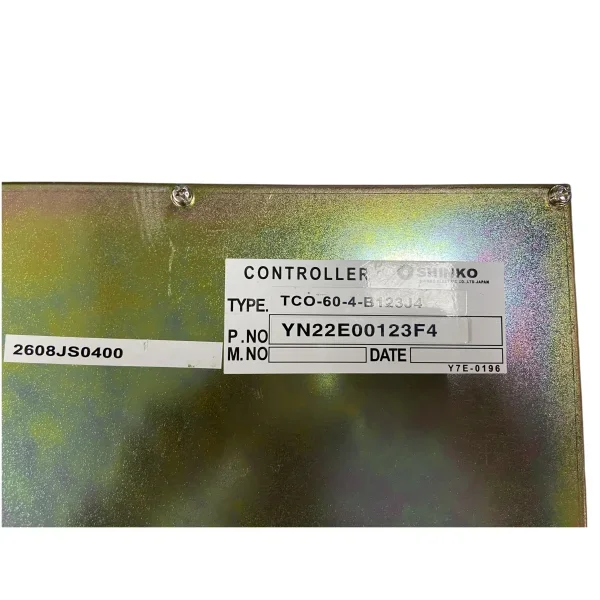 CONTROLLER SHINKO
TYPE. TCO-60-4-B123J4
P.NO YN22E00123F4
M.NO DATE
Y7E-0196
2608JS0400